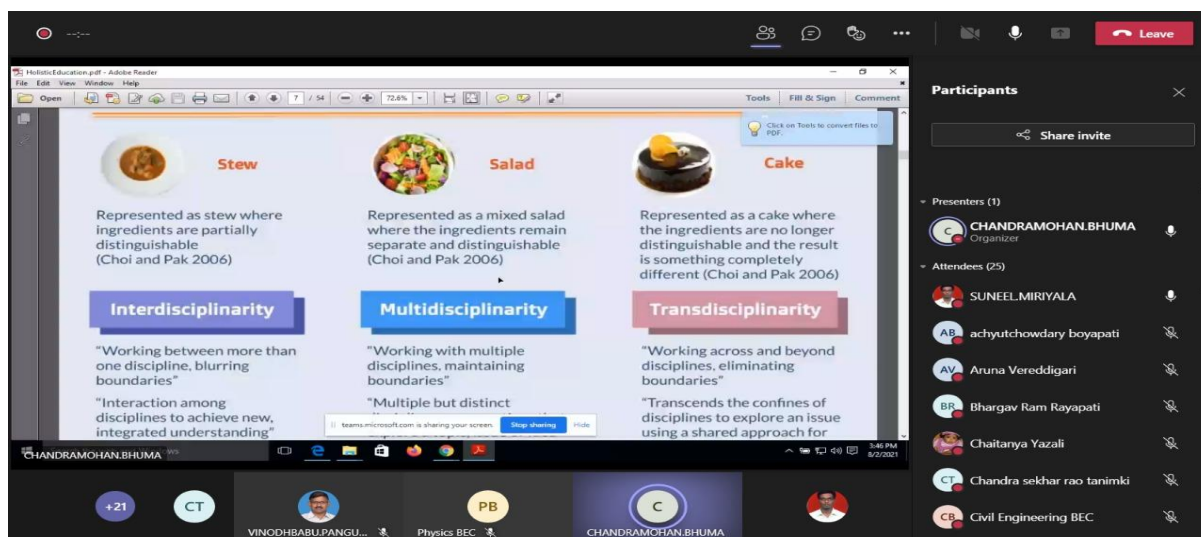 --:--
Leave
HolisticEducation.pdf - Adobe Reader
File Edit View Window Help
Open
7 / 54
72.6%
Tools
Fill & Sign
Comment
Click on Tools to convert files to
PDF.
Stew
Represented as stew where
ingredients are partially
distinguishable
(Choi and Pak 2006)
Interdisciplinarity
"Working between more than
one discipline, blurring
boundaries"
"Interaction among
disciplines to achieve new,
integrated understanding"
Salad
Represented as a mixed salad
where the ingredients remain
separate and distinguishable
(Choi and Pak 2006)
Multidisciplinarity
"Working with multiple
disciplines, maintaining
boundaries"
"Multiple but distinct
Cake
Represented as a cake where
the ingredients are no longer
distinguishable and the result
is something completely
different (Choi and Pak 2006)
Transdisciplinarity
"Working across and beyond
disciplines, eliminating
boundaries"
"Transcends the confines of
disciplines to explore an issue
using a shared approach for
teams.microsoft.com is sharing your screen.
Stop sharing
Hide
CHANDRAMOHAN.BHUMA
3:46 PM
8/2/2021
+21
CT
VINODHBABU.PANGU...
PB
Physics BEC
C
CHANDRAMOHAN.BHUMA
Participants
Share invite
Presenters (1)
C
CHANDRAMOHAN.BHUMA
Organizer
Attendees (25)
SUNEEL.MIRIYALA
AB
achyutchowdary boyapati
AV
Aruna Vereddigari
BR
Bhargav Ram Rayapati
Chaitanya Yazali
CT
Chandra sekhar rao tanimki
CB
Civil Engineering BEC